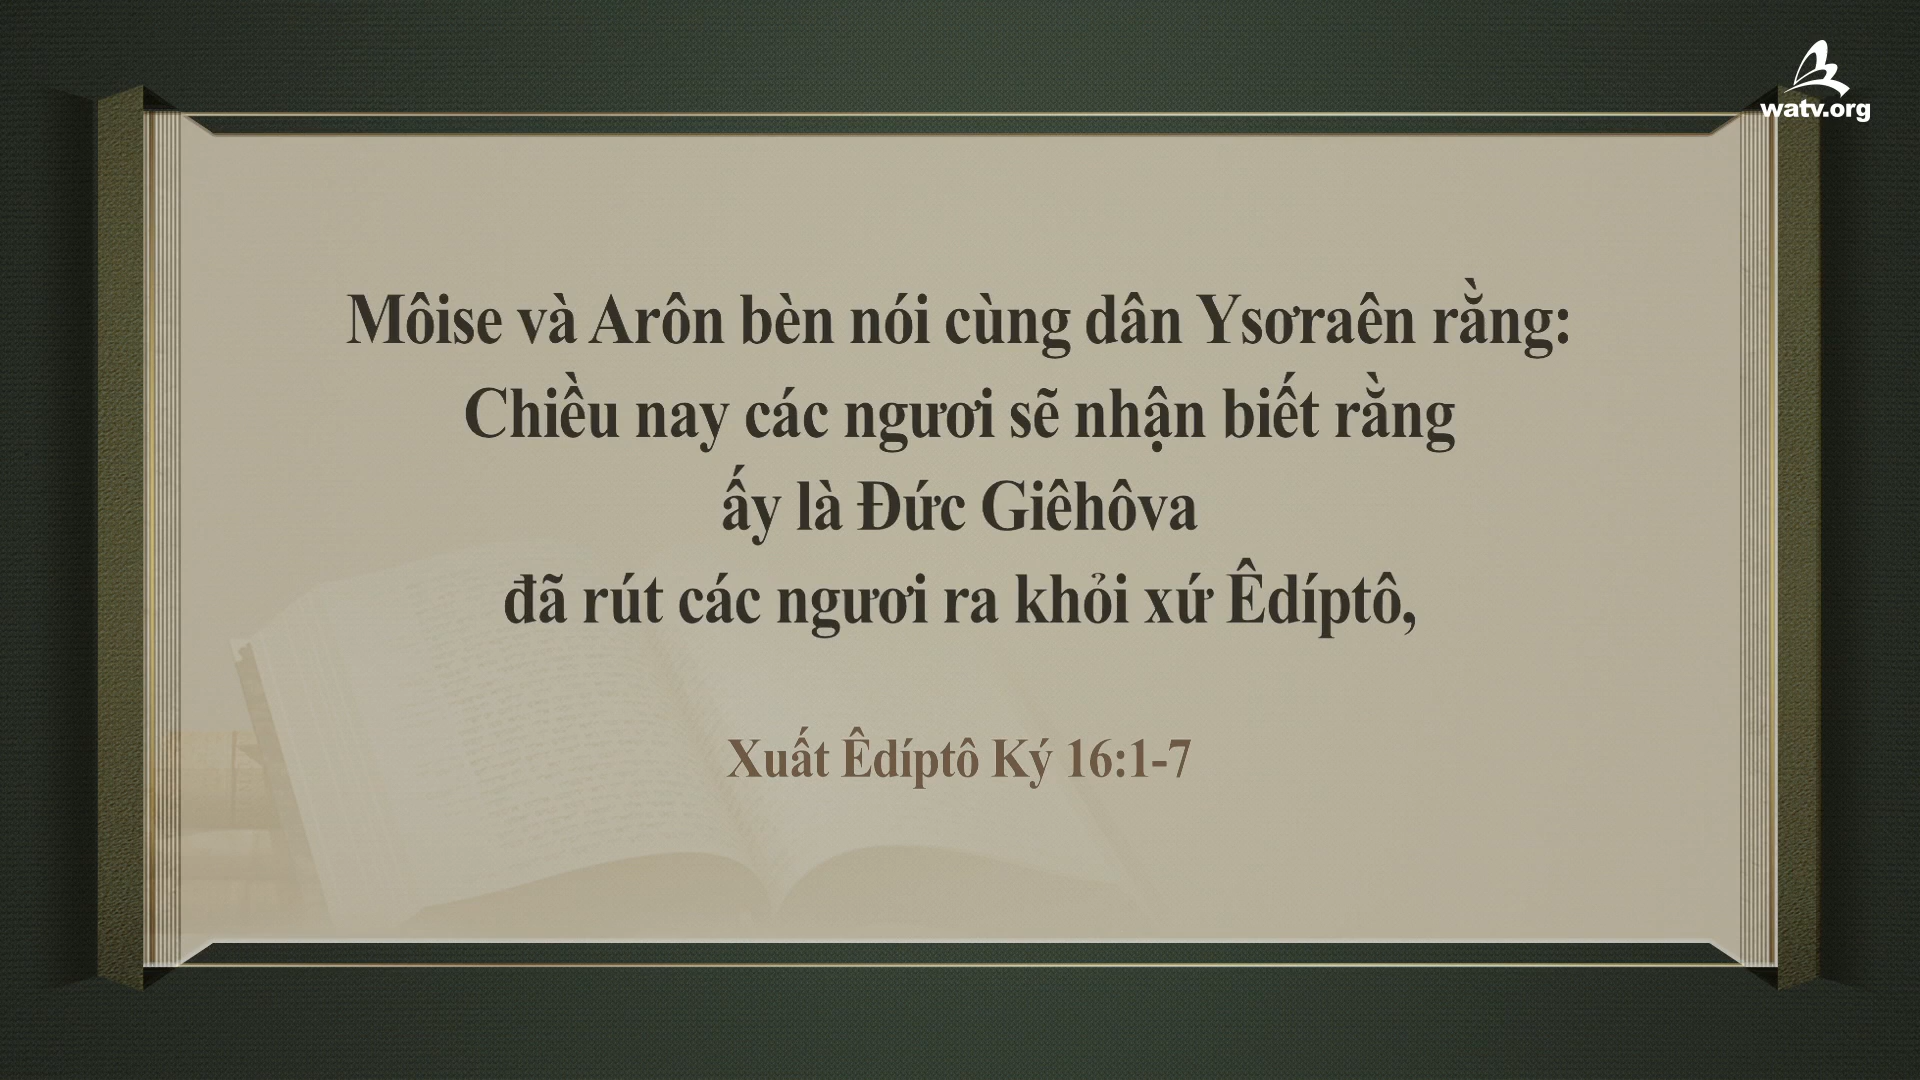 watv.org
Môise và Arôn bèn nói cùng dân Ysơraên rằng:
Chiều nay các ngươi sẽ nhận biết rằng
ấy là Đức Giêhôva
đã rút các ngươi ra khỏi xứ Êdíptô,
Xuất Êdíptô Ký 16:1-7